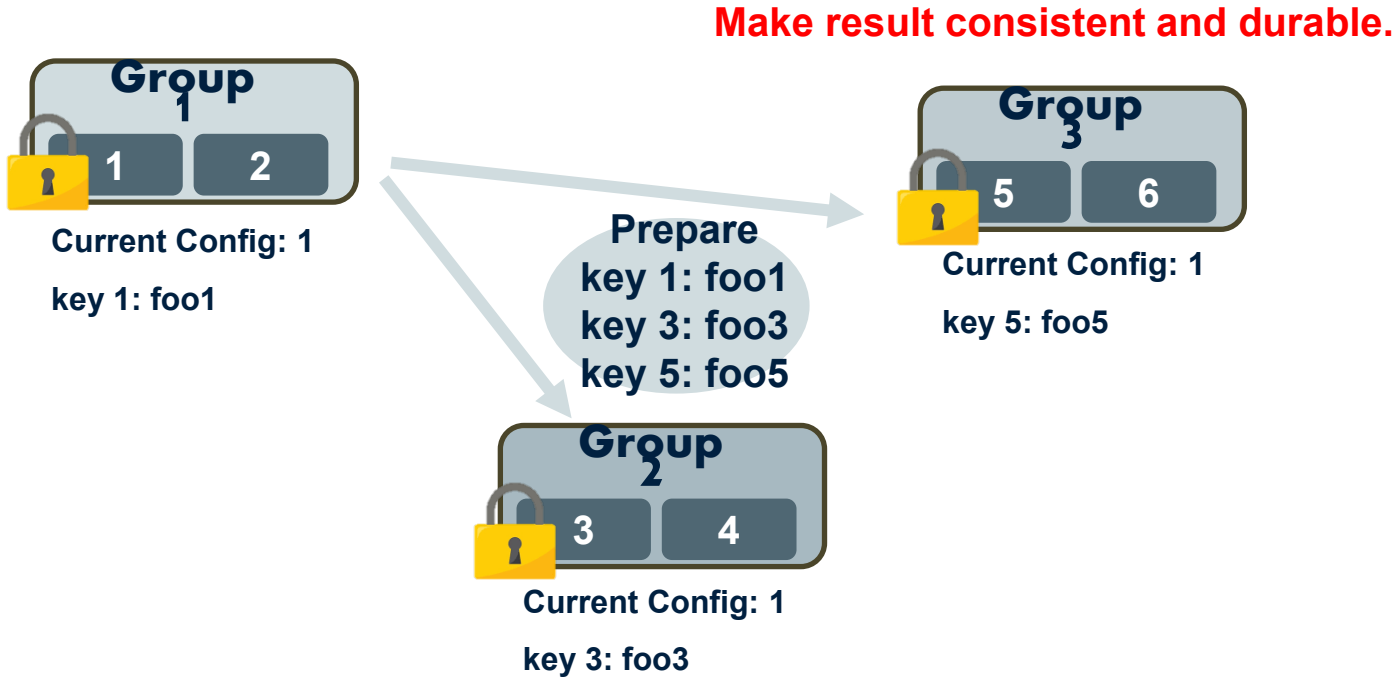 Make result consistent and durable.
Group
1
1 2
Current Config: 1
key 1: foo1
Group
3
5 6
Current Config: 1
key 5: foo5
Prepare
key 1: foo1
key 3: foo3
key 5: foo5
Group
2
3 4
Current Config: 1
key 3: foo3